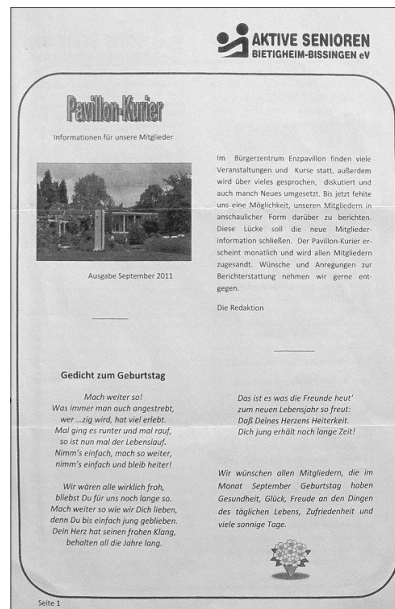 AKTIVE SENIOREN
BIETIGHEIM-BISSINGEN eV
Pavillon-Kurier
Informationen für unsere Mitglieder
Ausgabe September 2011
Im Bürgerzentrum Enzpavillon finden viele
Veranstaltungen und Kurse statt, außerdem
wird über vieles gesprochen, diskutiert und
auch manch Neues umgesetzt. Bis jetzt fehlte
uns eine Möglichkeit, unseren Mitgliedern in
anschaulicher Form darüber zu berichten.
Diese Lücke soll die neue Mitglieder-
information schließen. Der Pavillon-Kurier er-
scheint monatlich und wird allen Mitgliedern
zugesandt. Wünsche und Anregungen zur
Berichterstattung nehmen wir gerne ent-
gegen.
Die Redaktion
Gedicht zum Geburtstag
Mach weiter so!
Was immer man auch angestrebt,
wer ...zig wird, hat viel erlebt.
Mal ging es runter und mal rauf,
so ist nun mal der Lebenslauf.
Nimm's einfach, mach so weiter,
nimm's einfach und bleib heiter!
Wir wären alle wirklich froh,
bliebst Du für uns noch lange so.
Mach weiter so wie wir Dich lieben,
denn Du bis einfach jung geblieben.
Dein Herz hat seinen frohen Klang,
behalten all die Jahre lang.
Das ist es was die Freunde heut'
zum neuen Lebensjahr so freut:
Daß Deines Herzens Heiterkeit
Dich jung erhält noch lange Zeit!
Wir wünschen allen Mitgliedern, die im
Monat September Geburtstag haben
Gesundheit, Glück, Freude an den Dingen
des täglichen Lebens, Zufriedenheit und
viele sonnige Tage.
Seite 1